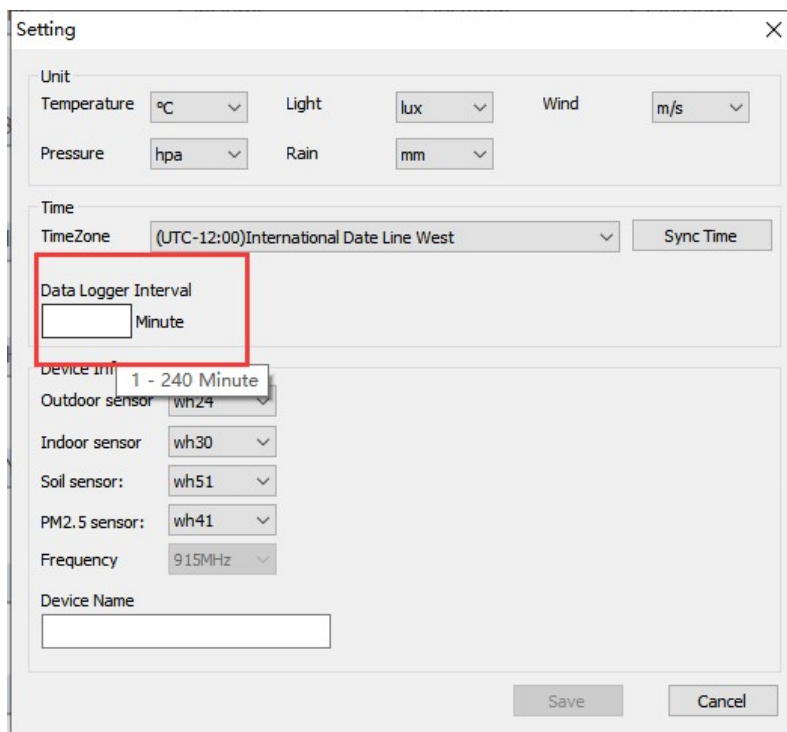 Setting
Unit
Temperature ℃ Light lux Wind m/s
Pressure hpa Rain mm
Time
TimeZone (UTC-12:00)International Date Line West Sync Time
Data Logger Interval
Minute
Device
1 - 240 Minute
Outdoor sensor wh24
Indoor sensor wh30
Soil sensor: wh51
PM2.5 sensor: wh41
Frequency 915MHz
Device Name
Save Cancel